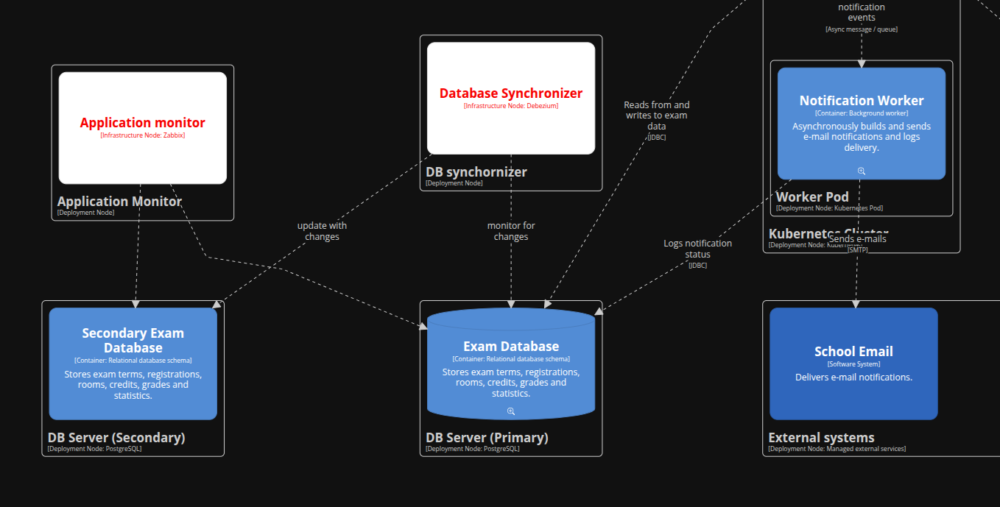 notification
events
[Async message / queue]
Application monitor
[Infrastructure Node: Zabbix]
Application Monitor
[Deployment Node]
Database Synchronizer
[Infrastructure Node: Debezium]
DB synchornizer
[Deployment Node]
Reads from and
writes to exam
data
[JDBC]
Notification Worker
[Container: Background worker]
Asynchronously builds and sends
e-mail notifications and logs
delivery.
Worker Pod
[Deployment Node: Kubernetes Pod]
Kubernetes Cluster
[Deployment Node: Kubernetes]
Sends e-mails
[SMTP]
update with
changes
monitor for
changes
Logs notification
status
[JDBC]
Secondary Exam
Database
[Container: Relational database schema]
Stores exam terms, registrations,
rooms, credits, grades and
statistics.
DB Server (Secondary)
[Deployment Node: PostgreSQL]
Exam Database
[Container: Relational database schema]
Stores exam terms, registrations,
rooms, credits, grades and
statistics.
DB Server (Primary)
[Deployment Node: PostgreSQL]
School Email
[Software System]
Delivers e-mail notifications.
External systems
[Deployment Node: Managed external services]